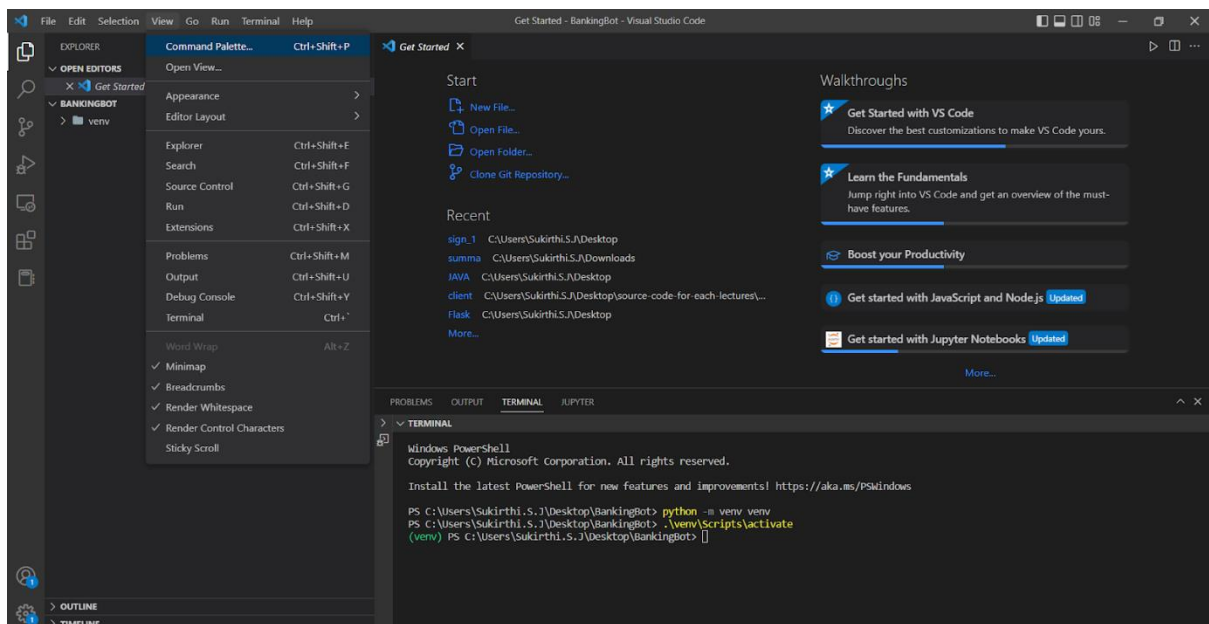 File Edit Selection View Go Run Terminal Help
Get Started - BankingBot - Visual Studio Code
EXPLORER
OPEN EDITORS
Get Started
BANKINGBOT
venv
OUTLINE
TIMELINE
Command Palette... Ctrl+Shift+P
Open View...
Appearance
Editor Layout
Explorer Ctrl+Shift+E
Search Ctrl+Shift+F
Source Control Ctrl+Shift+G
Run Ctrl+Shift+D
Extensions Ctrl+Shift+X
Problems Ctrl+Shift+M
Output Ctrl+Shift+U
Debug Console Ctrl+Shift+Y
Terminal Ctrl+`
Word Wrap Alt+Z
Minimap
Breadcrumbs
Render Whitespace
Render Control Characters
Sticky Scroll
Get Started
Start
New File...
Open File...
Open Folder...
Clone Git Repository...
Recent
sign_1 C:\Users\Sukirthi.S.J\Desktop
summa C:\Users\Sukirthi.S.J\Downloads
JAVA C:\Users\Sukirthi.S.J\Desktop
client C:\Users\Sukirthi.S.J\Desktop\source-code-for-each-lectures\...
Flask C:\Users\Sukirthi.S.J\Desktop
More...
Walkthroughs
Get Started with VS Code
Discover the best customizations to make VS Code yours.
Learn the Fundamentals
Jump right into VS Code and get an overview of the must-
have features.
Boost your Productivity
Get started with JavaScript and Node.js Updated
Get started with Jupyter Notebooks Updated
More...
PROBLEMS OUTPUT TERMINAL JUPYTER
TERMINAL
Windows PowerShell
Copyright (C) Microsoft Corporation. All rights reserved.
Install the latest PowerShell for new features and improvements! https://aka.ms/PSWindows
PS C:\Users\Sukirthi.S.J\Desktop\BankingBot> python -m venv venv
PS C:\Users\Sukirthi.S.J\Desktop\BankingBot> .\venv\Scripts\activate
(venv) PS C:\Users\Sukirthi.S.J\Desktop\BankingBot>
1
1